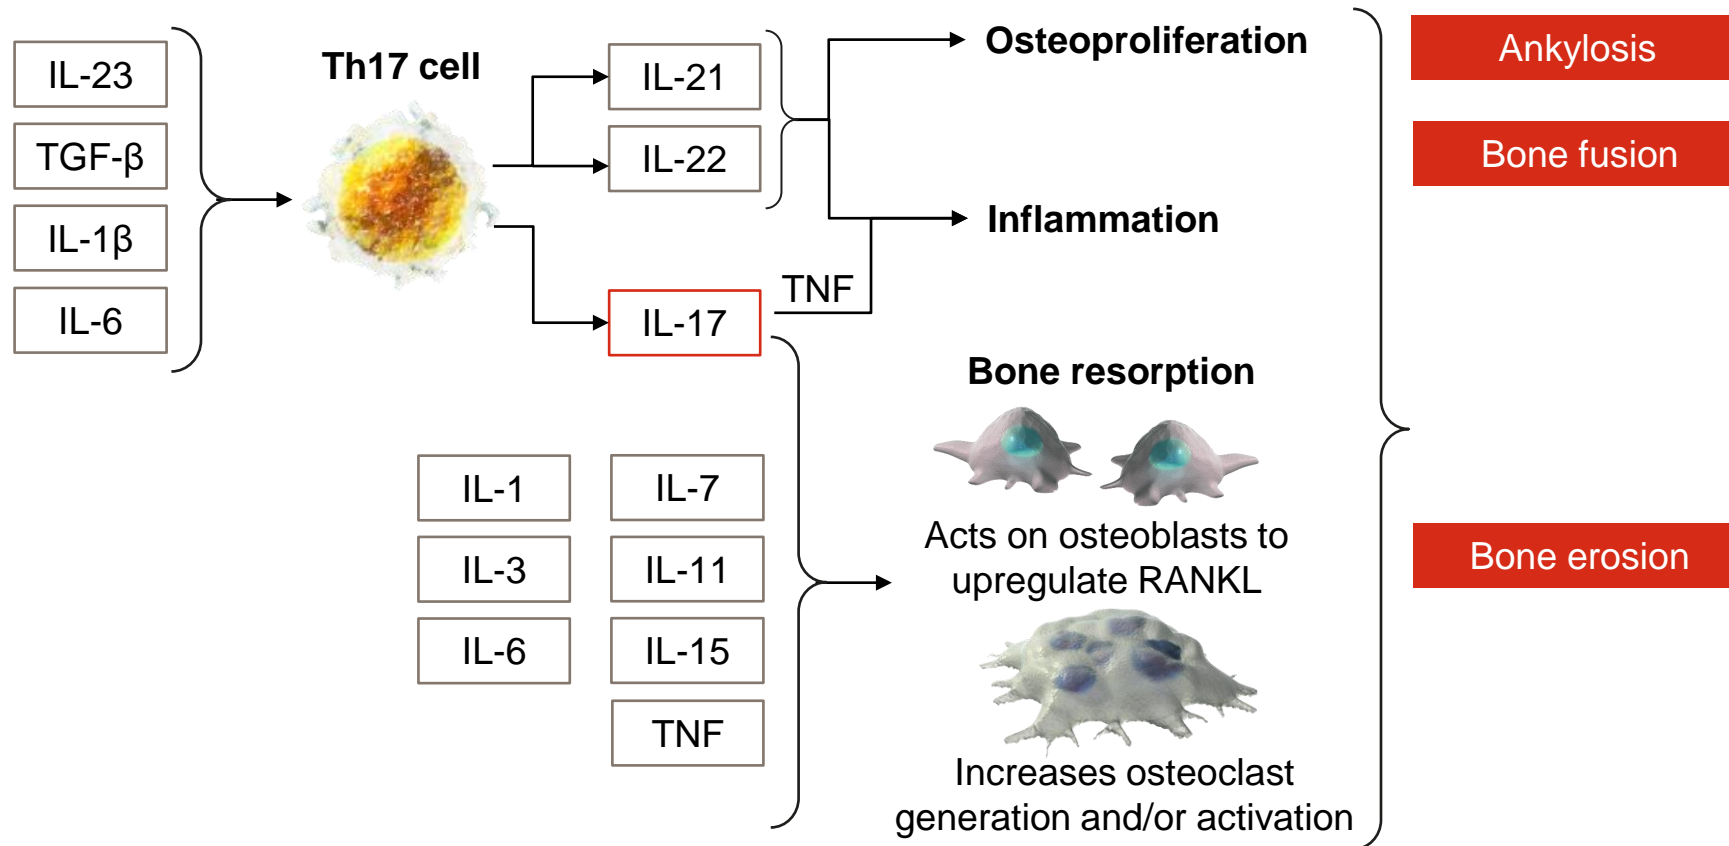 IL-23
TGF-β
IL-1β
IL-6
Th17 cell
IL-21
IL-22
IL-17
TNF
Osteoproliferation
Inflammation
IL-1
IL-3
IL-6
IL-7
IL-11
IL-15
TNF
Bone resorption
Acts on osteoblasts to
upregulate RANKL
Increases osteoclast
generation and/or activation
Ankylosis
Bone fusion
Bone erosion